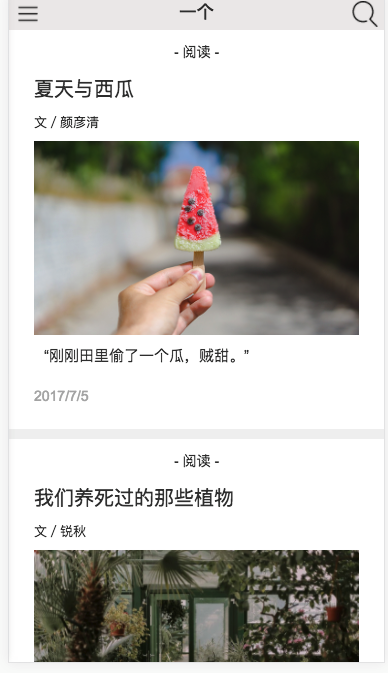 一个
- 阅读 -
夏天与西瓜
文 / 颜彦清
“刚刚田里偷了一个瓜，贼甜。”
2017/7/5
- 阅读 -
我们养死过的那些植物
文 / 锐秋